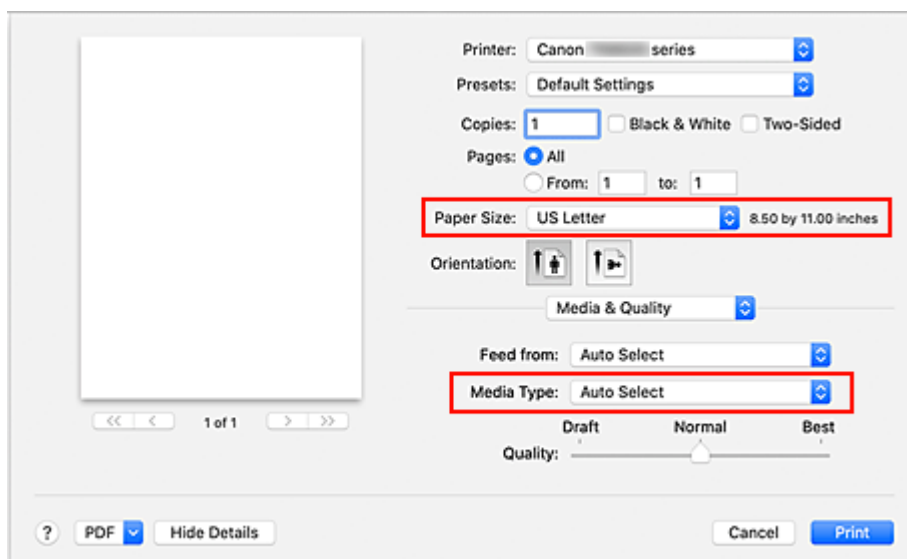 Printer: Canon series
Presets: Default Settings
Copies: 1 Black & White Two-Sided
Pages: All
From: 1 to: 1
Paper Size: US Letter 8.50 by 11.00 inches
Orientation:
Media & Quality
Feed from: Auto Select
Media Type: Auto Select
Draft Normal Best
Quality:
<< < 1 of 1 > >>
? PDF Hide Details Cancel Print